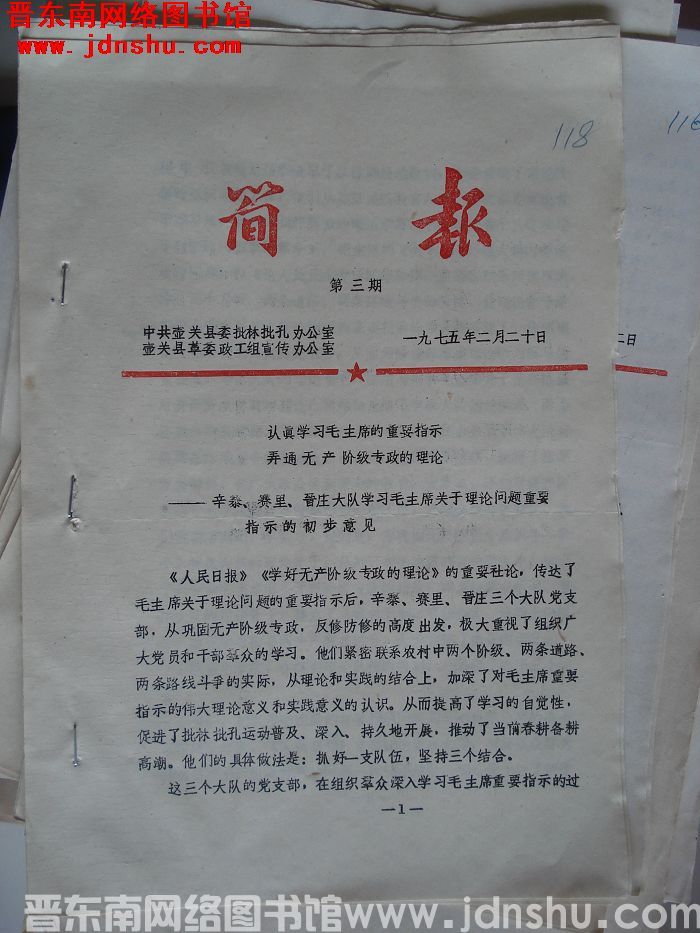 晋东南网络图书馆
www.jdnshu.com
118
116
简报
第三期
中共壶关县委批林批孔办公室
壶关县革委政工组宣传办公室
一九七五年二月二十日
二日
认真学习毛主席的重要指示
弄通无产阶级专政的理论
——辛寨、赛里、晋庄大队学习毛主席关于理论问题重要
指示的初步意见
《人民日报》《学好无产阶级专政的理论》的重要社论，传达了
毛主席关于理论问题的重要指示后，辛寨、赛里、晋庄三个大队党支
部，从巩固无产阶级专政，反修防修的高度出发，极大重视了组织广
大党员和干部羣众的学习。他们紧密联系农村中两个阶级、两条道路、
两条路线斗争的实际，从理论和实践的结合上，加深了对毛主席重要
指示的伟大理论意义和实践意义的认识。从而提高了学习的自觉性，
促进了批林批孔运动普及、深入、持久地开展，推动了当前春耕备耕
高潮。他们的具体做法是：抓好一支队伍，坚持三个结合。
这三个大队的党支部，在组织羣众深入学习毛主席重要指示的过
—1—
晋东南网络图书馆www.jdnshu.com